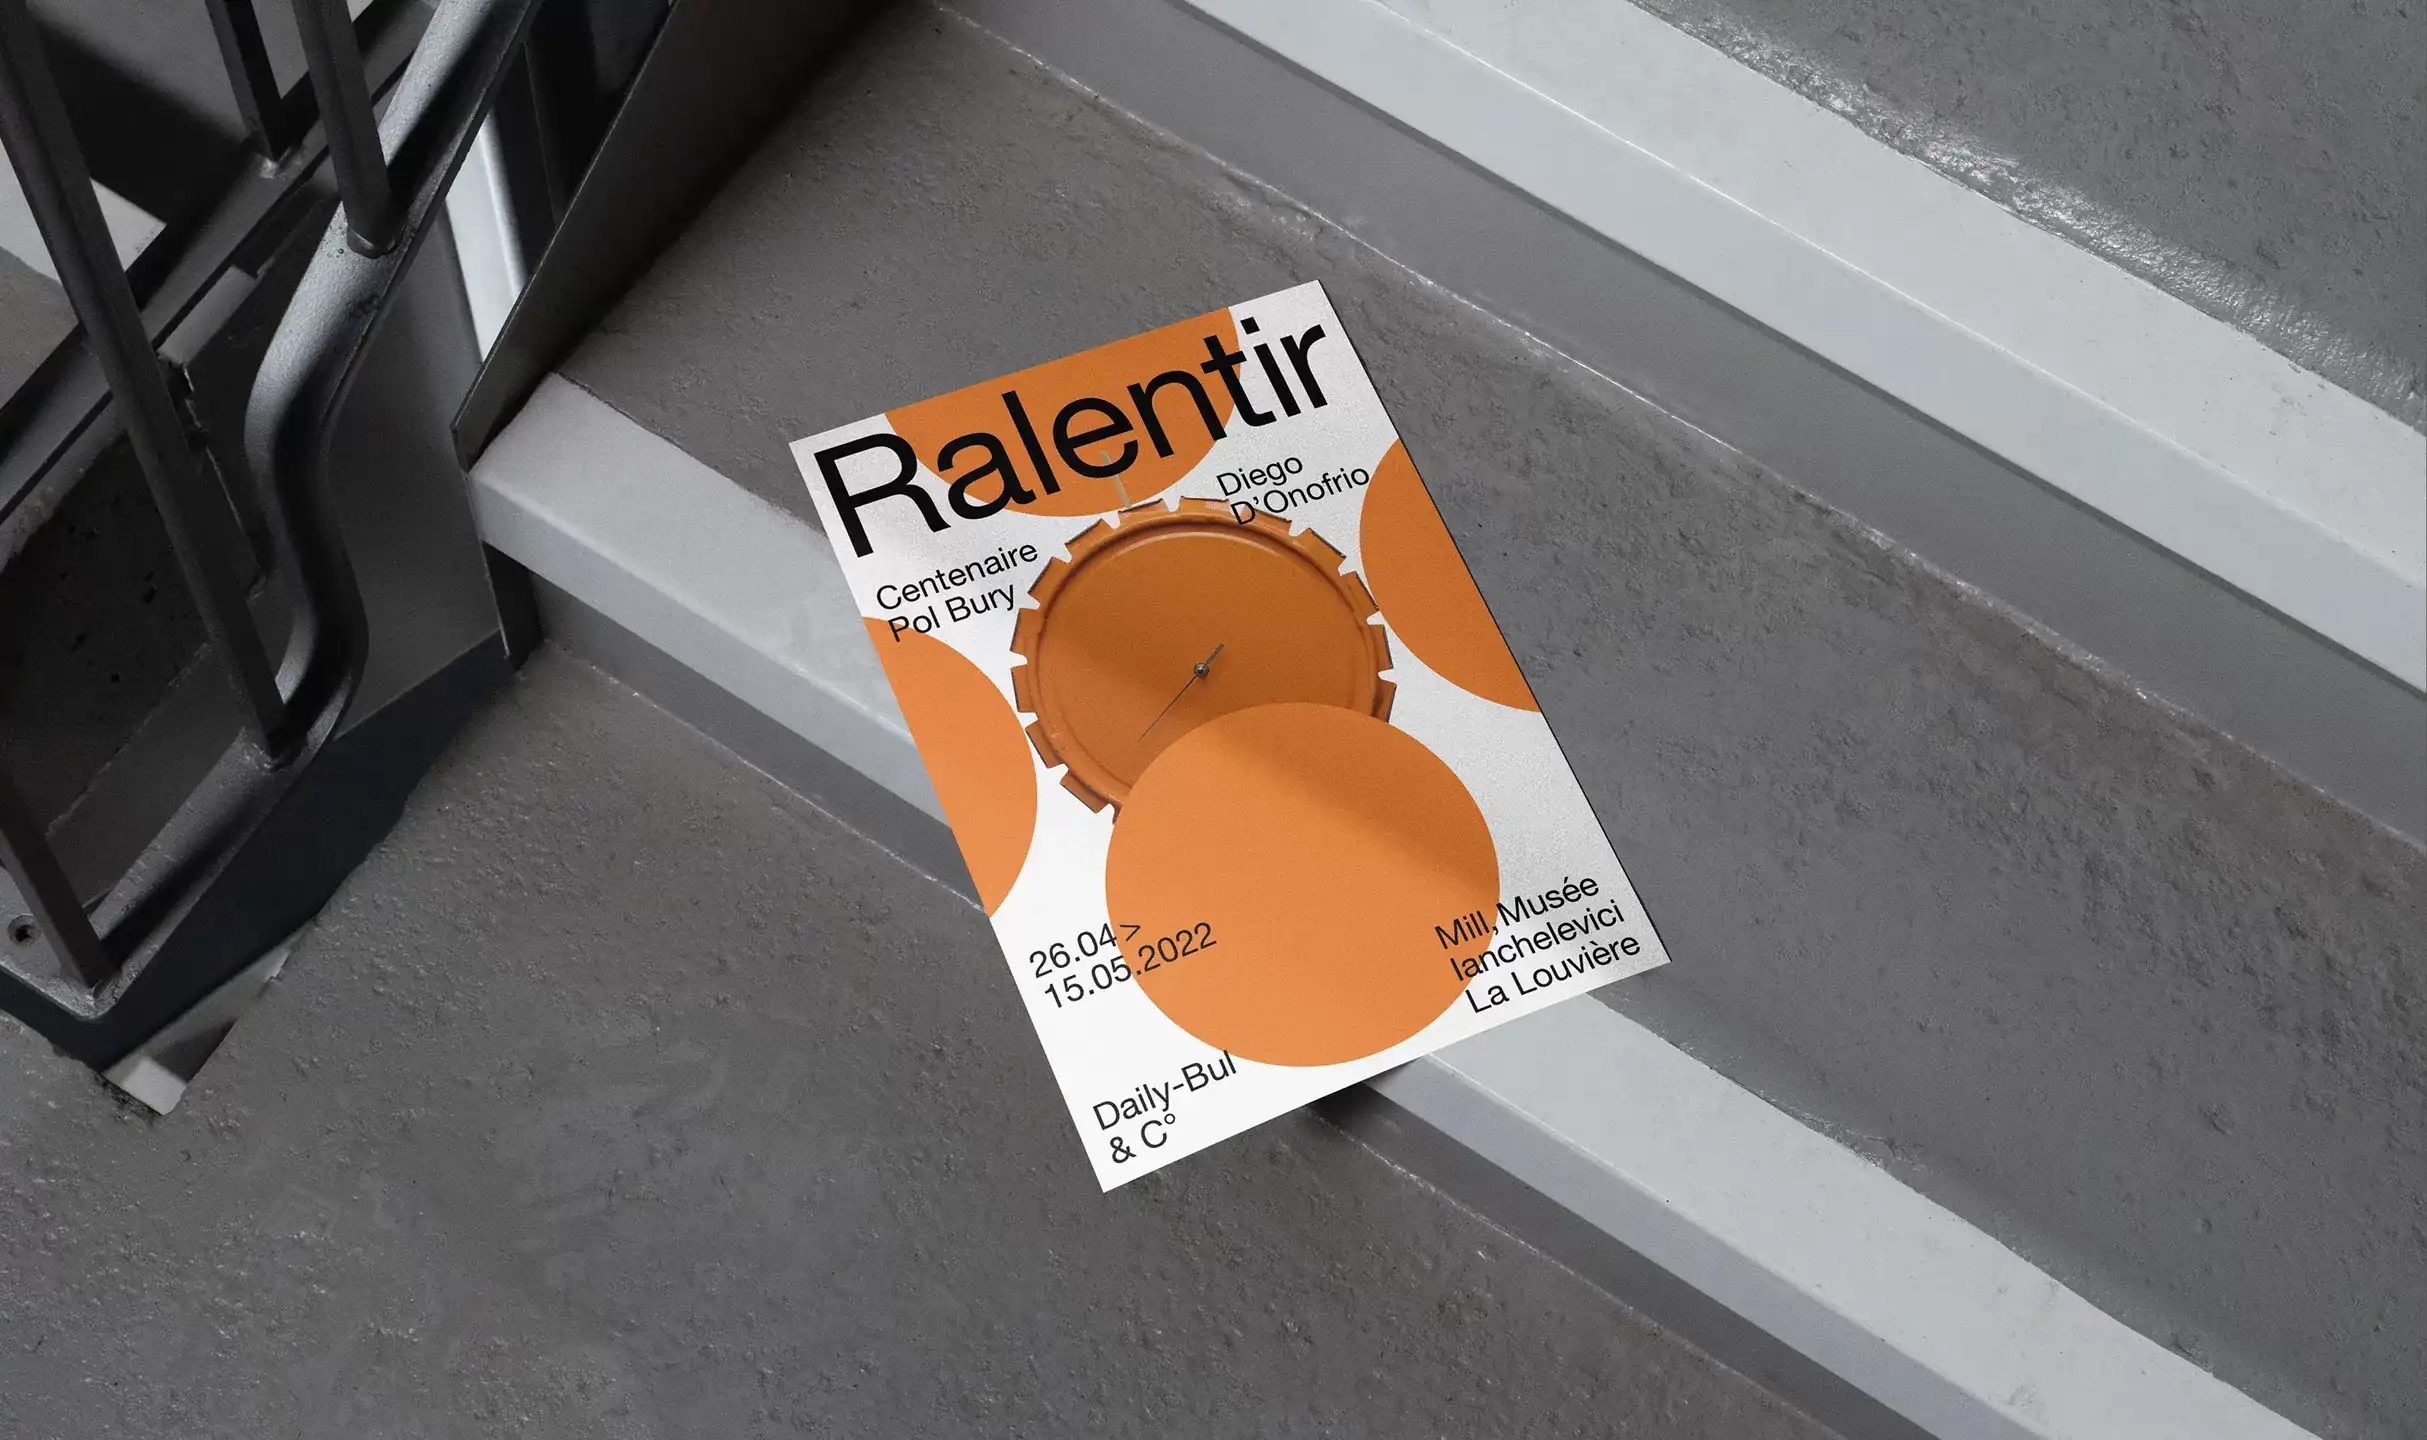 Ralentir
Diego
D'Onofrio
Centenaire
Pol Bury
26.04 >
15.05.2022
Mill, Musée
Ianchelevici
La Louvière
Daily-Bul
& C°